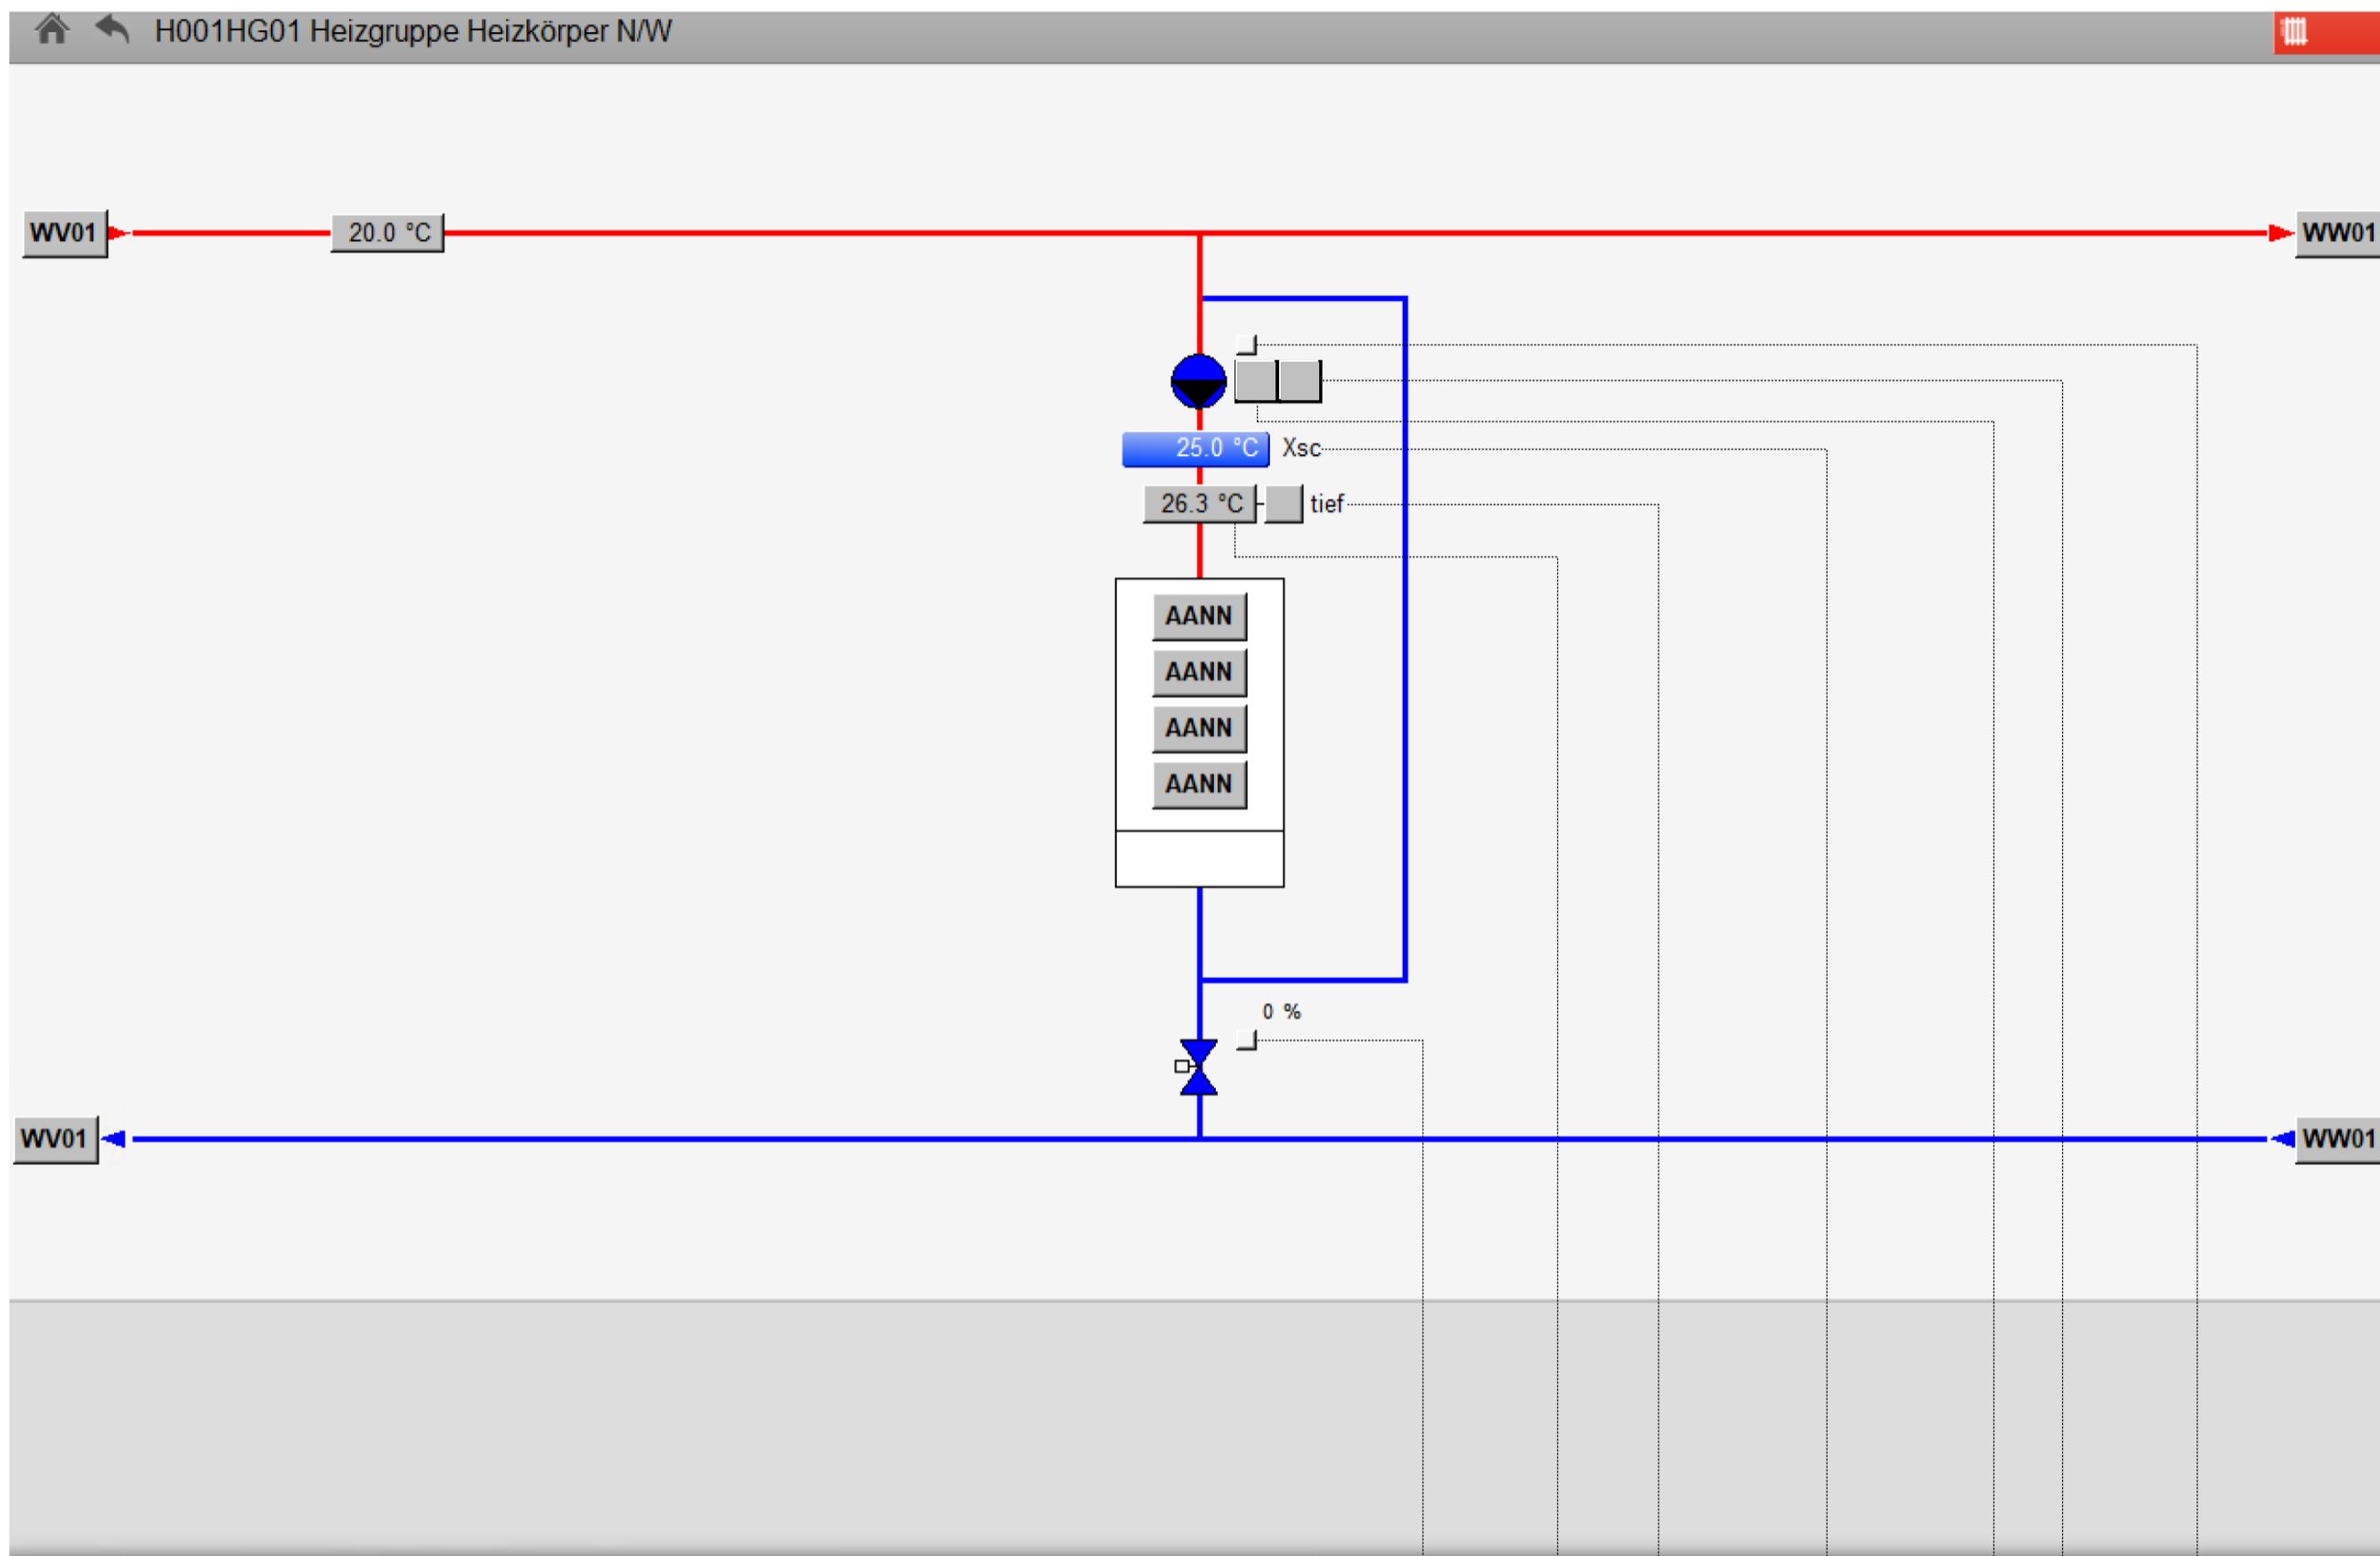 H001HG01 Heizgruppe Heizkörper N/W
WV01
20.0 °C
WW01
25.0 °C Xsc
26.3 °C tief
AANN
AANN
AANN
AANN
0 %
WV01
WW01